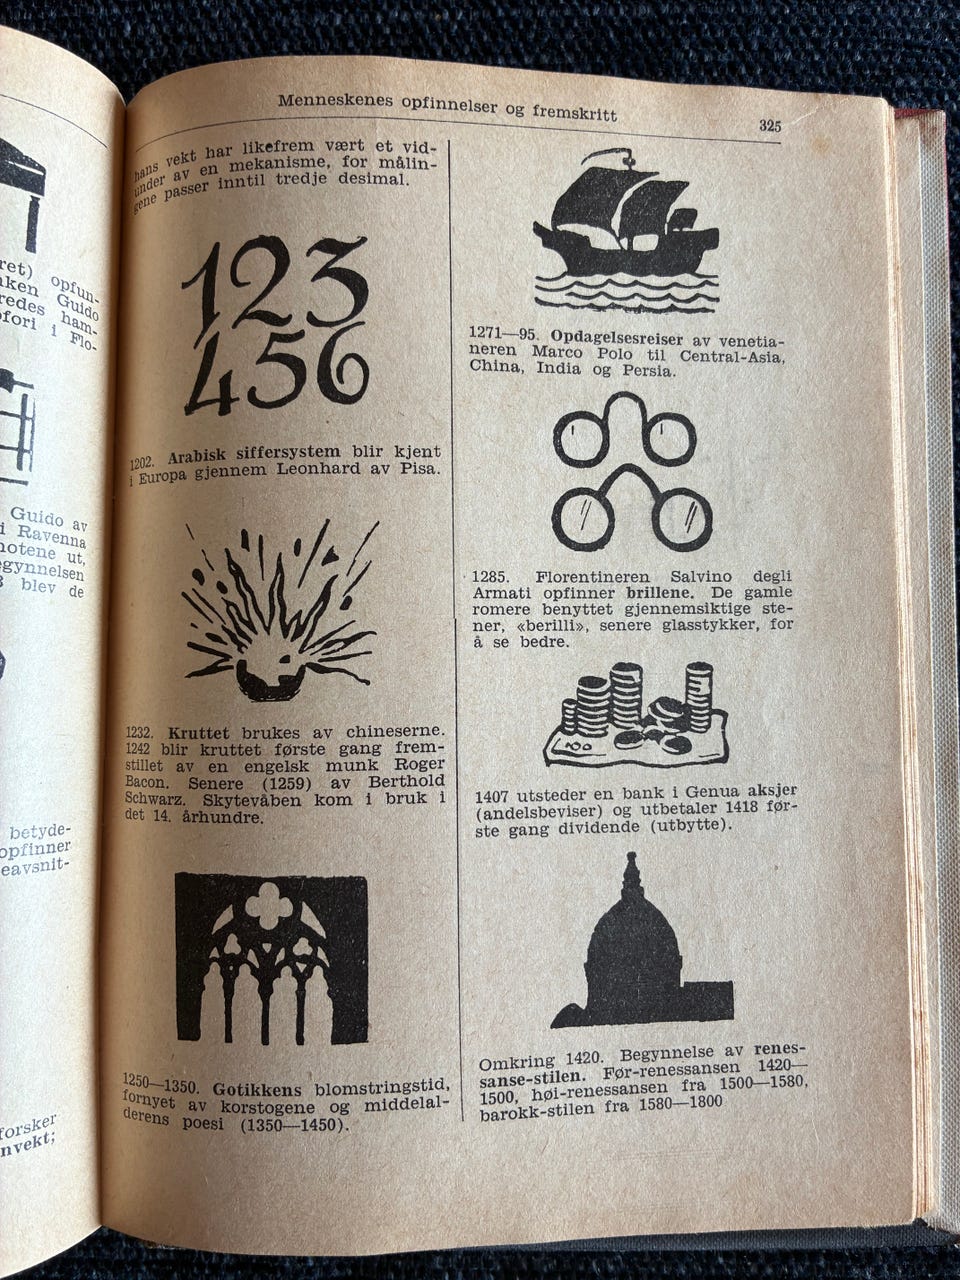 ret) opfun-
ken Guido
redes ham-
fori i Flo-
Guido av
i Ravenna
notene ut,
egynnelsen
blev de
betyde-
opfinner
eavsnit-
forsker
nvekt;
Menneskenes opfinnelser og fremskritt
325
hans vekt har likefrem vært et vid-
under av en mekanisme, for målin-
gene passer inntil tredje desimal.
123
456
1202. Arabisk siffersystem blir kjent
i Europa gjennem Leonhard av Pisa.
1232. Kruttet brukes av chineserne.
1242 blir kruttet første gang frem-
stillet av en engelsk munk Roger
Bacon. Senere (1259) av Berthold
Schwarz. Skytevåben kom i bruk i
det 14. århundre.
1250—1350. Gotikkens blomstringstid,
fornyet av korstogene og middelal-
derens poesi (1350—1450).
1271—95. Opdagelsesreiser av venetia-
neren Marco Polo til Central-Asia,
China, India og Persia.
1285. Florentineren Salvino degli
Armati opfinner brillene. De gamle
romere benyttet gjennemsiktige ste-
ner, «berilli», senere glasstykker, for
å se bedre.
1407 utsteder en bank i Genua aksjer
(andelsbeviser) og utbetaler 1418 før-
ste gang dividende (utbytte).
Omkring 1420. Begynnelse av renes-
sanse-stilen. Før-renessansen 1420—
1500, høi-renessansen fra 1500—1580,
barokk-stilen fra 1580—1800